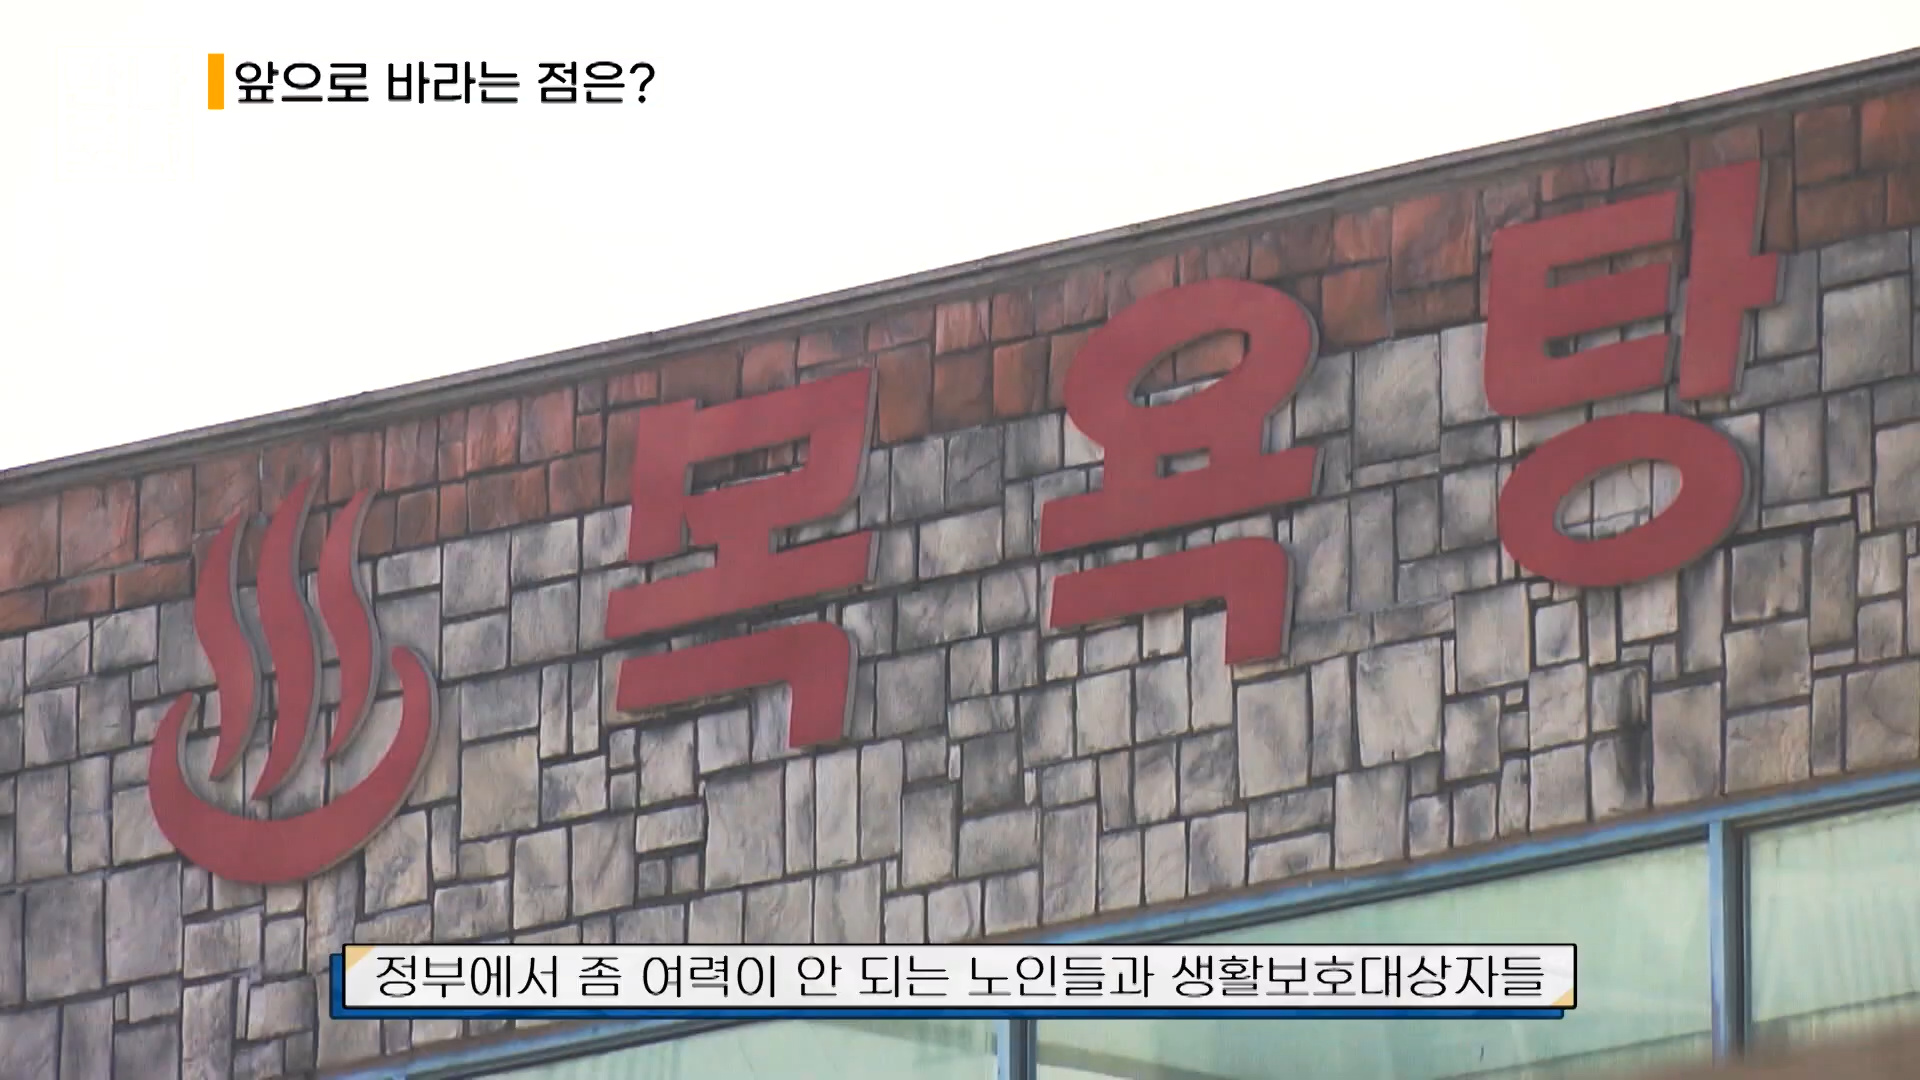 앞으로 바라는 점은?
목욕탕
정부에서 좀 여력이 안 되는 노인들과 생활보호대상자들